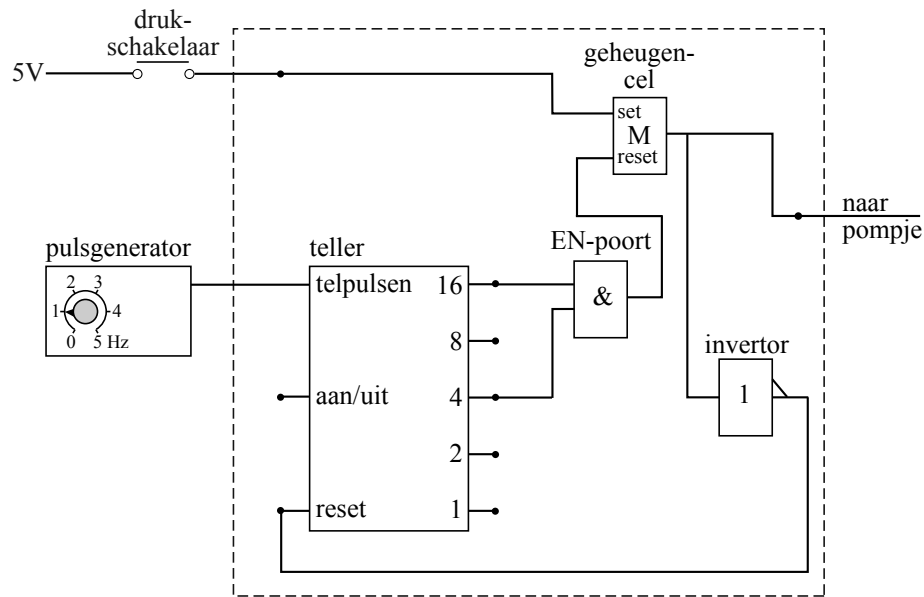 druk-
schakelaar
5V
geheugen-
cel
set
M
reset
naar
pompje
EN-poort
&
pulsgenerator
2 3
1 4
0 5 Hz
teller
telpulsen 16
8
aan/uit 4
2
reset 1
invertor
1